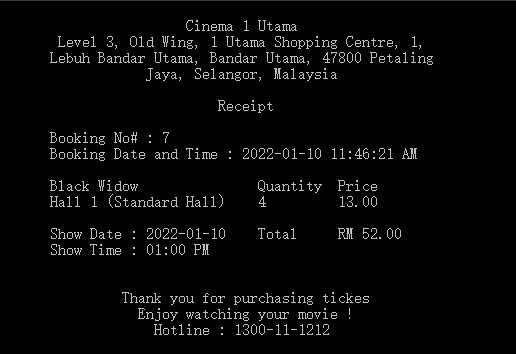 Cinema 1 Utama
Level 3, Old Wing, 1 Utama Shopping Centre, 1,
Lebuh Bandar Utama, Bandar Utama, 47800 Petaling
Jaya, Selangor, Malaysia
Receipt
Booking No# : 7
Booking Date and Time : 2022-01-10 11:46:21 AM
Black Widow Quantity Price
Hall 1 (Standard Hall) 4 13.00
Show Date : 2022-01-10 Total RM 52.00
Show Time : 01:00 PM
Thank you for purchasing tickes
Enjoy watching your movie !
Hotline : 1300-11-1212